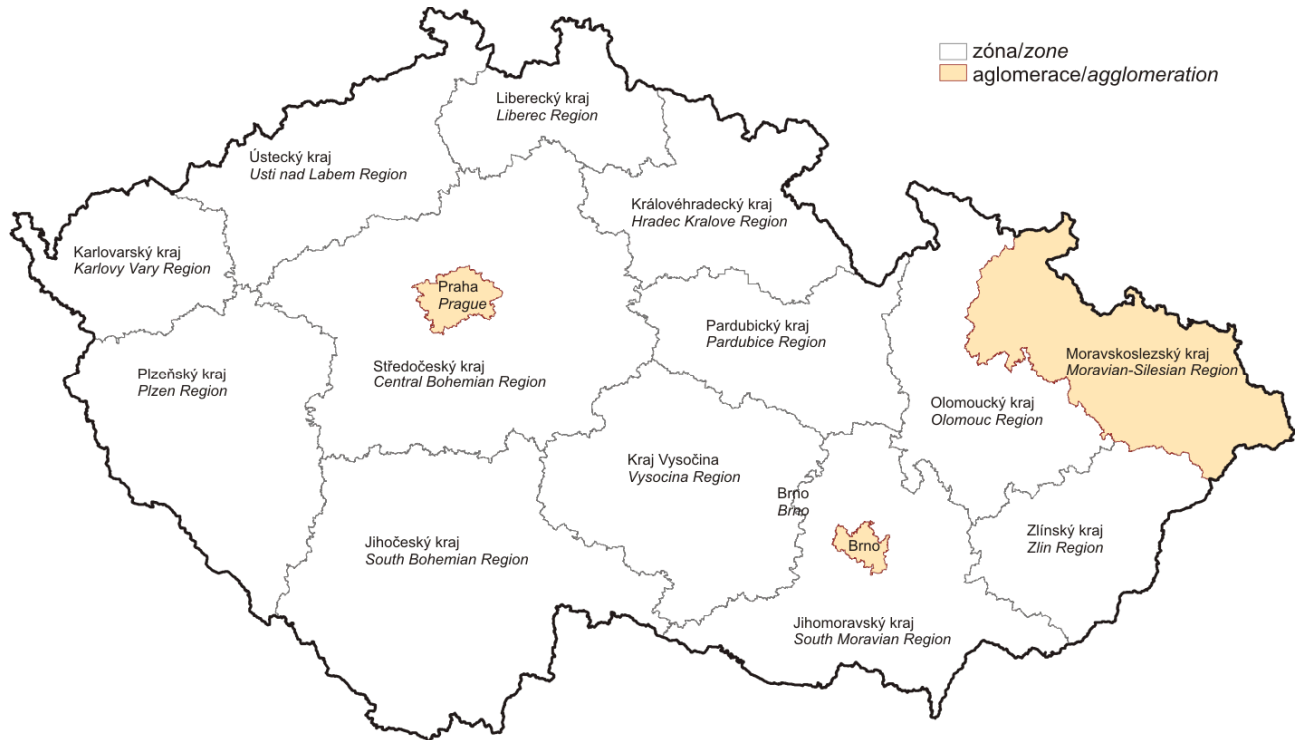 zóna/zone
aglomerace/agglomeration
Liberecký kraj
Liberec Region
Ústecký kraj
Usti nad Labem Region
Královéhradecký kraj
Hradec Kralove Region
Karlovarský kraj
Karlovy Vary Region
Praha
Prague
Pardubický kraj
Pardubice Region
Moravskoslezský kraj
Moravian-Silesian Region
Plzeňský kraj
Plzen Region
Středočeský kraj
Central Bohemian Region
Olomoucký kraj
Olomouc Region
Kraj Vysočina
Vysocina Region
Brno
Brno
Brno
Zlínský kraj
Zlin Region
Jihočeský kraj
South Bohemian Region
Jihomoravský kraj
South Moravian Region